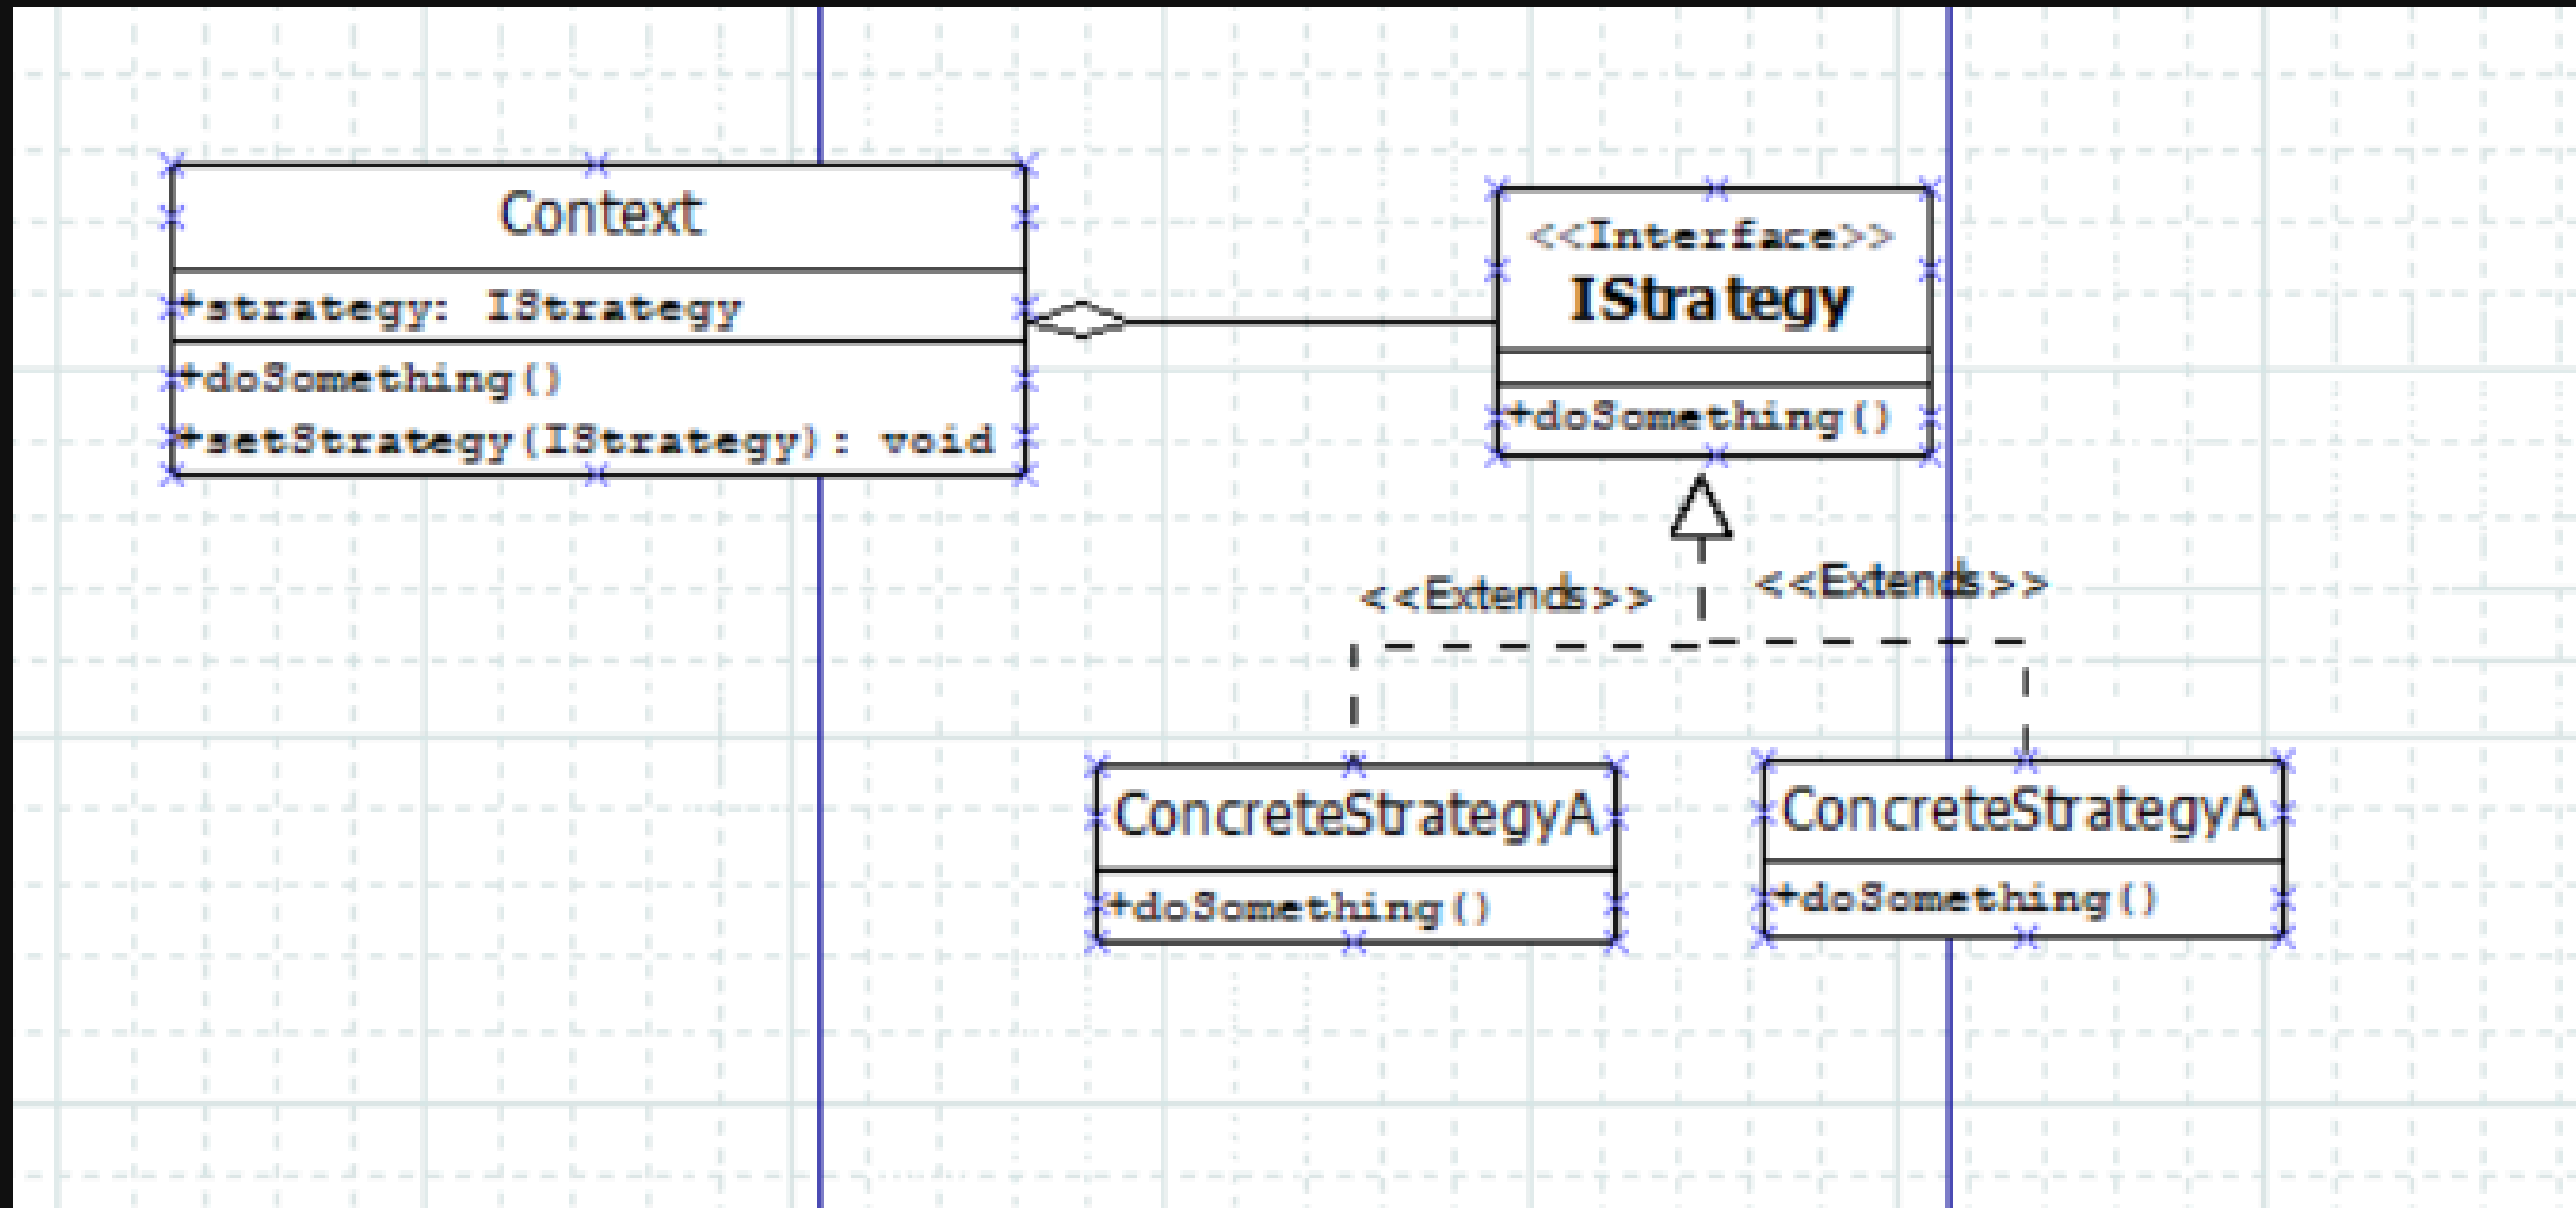 Context
+strategy: IStrategy
+doSomething()
+setStrategy(IStrategy): void
<<Interface>>
IStrategy
+doSomething()
<<Extends>>
<<Extends>>
ConcreteStrategyA
+doSomething()
ConcreteStrategyA
+doSomething()